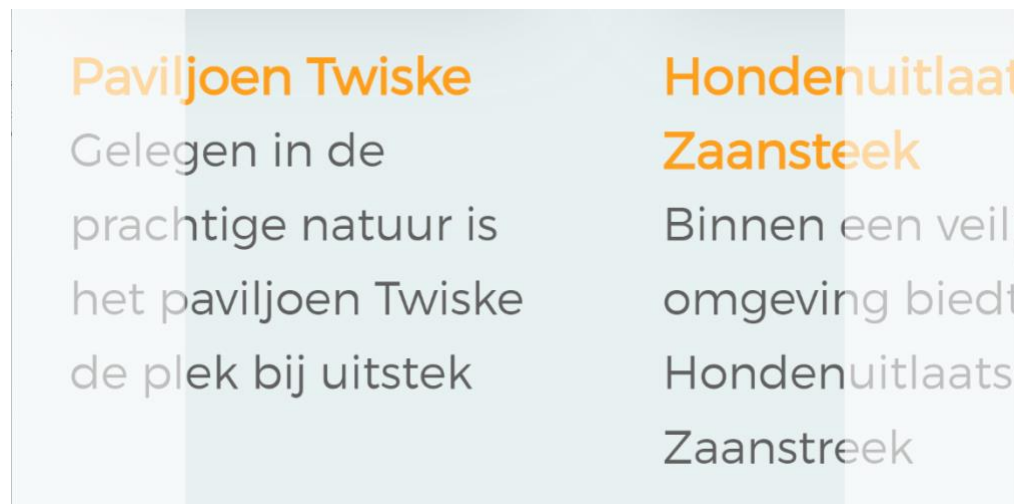 Paviljoen Twiske
Gelegen in de
prachtige natuur is
het paviljoen Twiske
de plek bij uitstek
Hondenuitlaat
Zaansteek
Binnen een veil
omgeving biedt
Hondenuitlaats
Zaanstreek